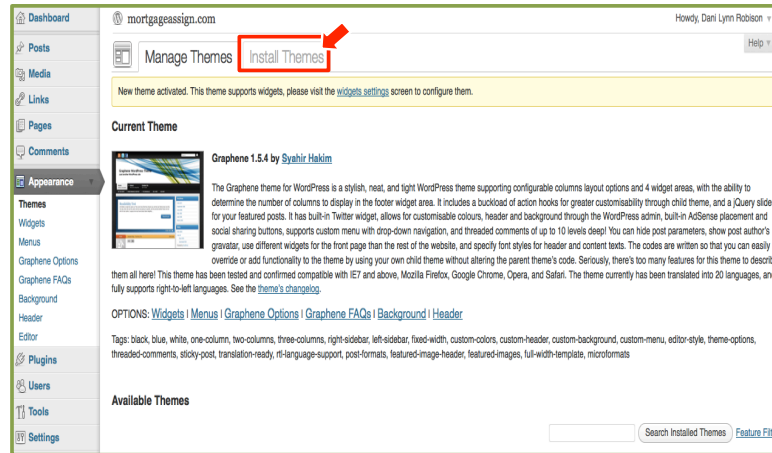 Dashboard
Posts
Media
Links
Pages
Comments
Appearance
Themes
Widgets
Menus
Graphene Options
Graphene FAQs
Background
Header
Editor
Plugins
Users
Tools
Settings
mortgageassign.com
Howdy, Dani Lynn Robison
Help
Manage Themes
Install Themes
New theme activated. This theme supports widgets, please visit the widgets settings screen to configure them.
Current Theme
Graphene 1.5.4 by Syahir Hakim
The Graphene theme for WordPress is a stylish, neat, and tight WordPress theme supporting configurable columns layout options and 4 widget areas, with the ability to
determine the number of columns to display in the footer widget area. It includes a buckload of action hooks for greater customisability through child theme, and a jQuery slide
for your featured posts. It has built-in Twitter widget, allows for customisable colours, header and background through the WordPress admin, built-in AdSense placement and
social sharing buttons, supports custom menu with drop-down navigation, and threaded comments of up to 10 levels deep! You can hide post parameters, show post author's
gravatar, use different widgets for the front page than the rest of the website, and specify font styles for header and content texts. The codes are written so that you can easily
override or add functionality to the theme by using your own child theme without altering the parent theme's code. Seriously, there's too many features for this theme to describ
them all here! This theme has been tested and confirmed compatible with IE7 and above, Mozilla Firefox, Google Chrome, Opera, and Safari. The theme currently has been translated into 20 languages, an
fully supports right-to-left languages. See the theme's changelog.
OPTIONS: Widgets | Menus | Graphene Options | Graphene FAQs | Background | Header
Tags: black, blue, white, one-column, two-columns, three-columns, right-sidebar, left-sidebar, fixed-width, custom-colors, custom-header, custom-background, custom-menu, editor-style, theme-options,
threaded-comments, sticky-post, translation-ready, rtl-language-support, post-formats, featured-image-header, featured-images, full-width-template, microformats
Available Themes
Search Installed Themes
Feature Filt